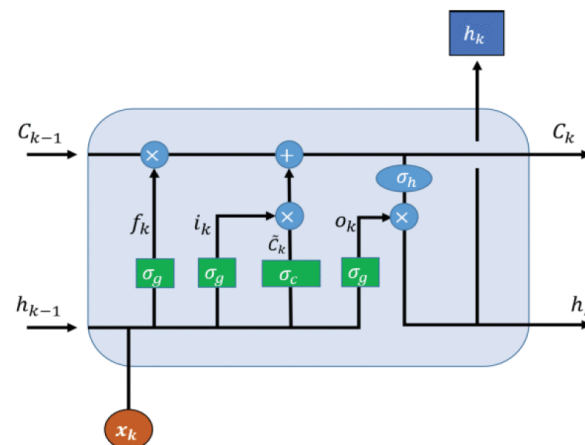 h_k
C_{k-1}
C_k
×
+
σ_h
f_k
i_k
×
o_k
×
C̃_k
σ_g
σ_g
σ_c
σ_g
h_{k-1}
h
x_k